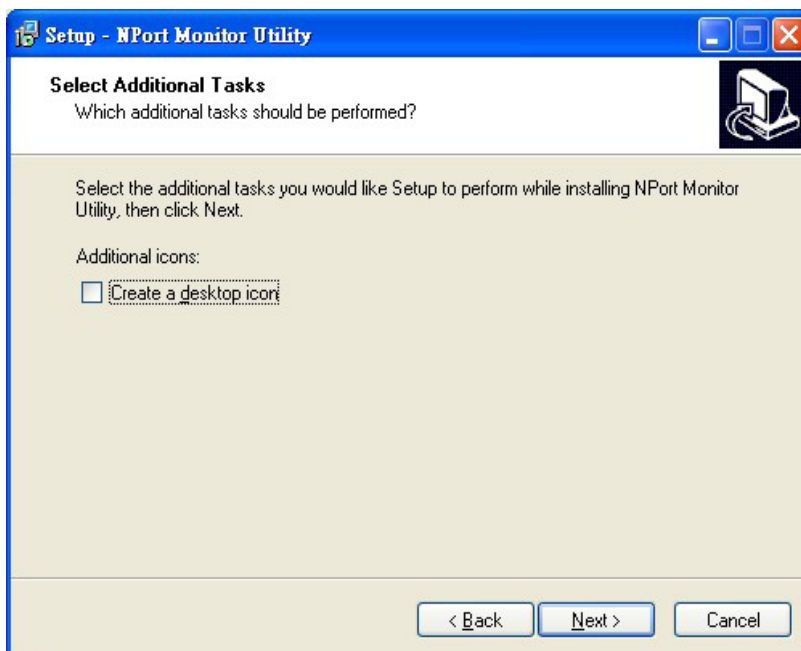 Setup - NPort Monitor Utility
Select Additional Tasks
Which additional tasks should be performed?
Select the additional tasks you would like Setup to perform while installing NPort Monitor
Utility, then click Next.
Additional icons:
Create a desktop icon
< Back
Next >
Cancel